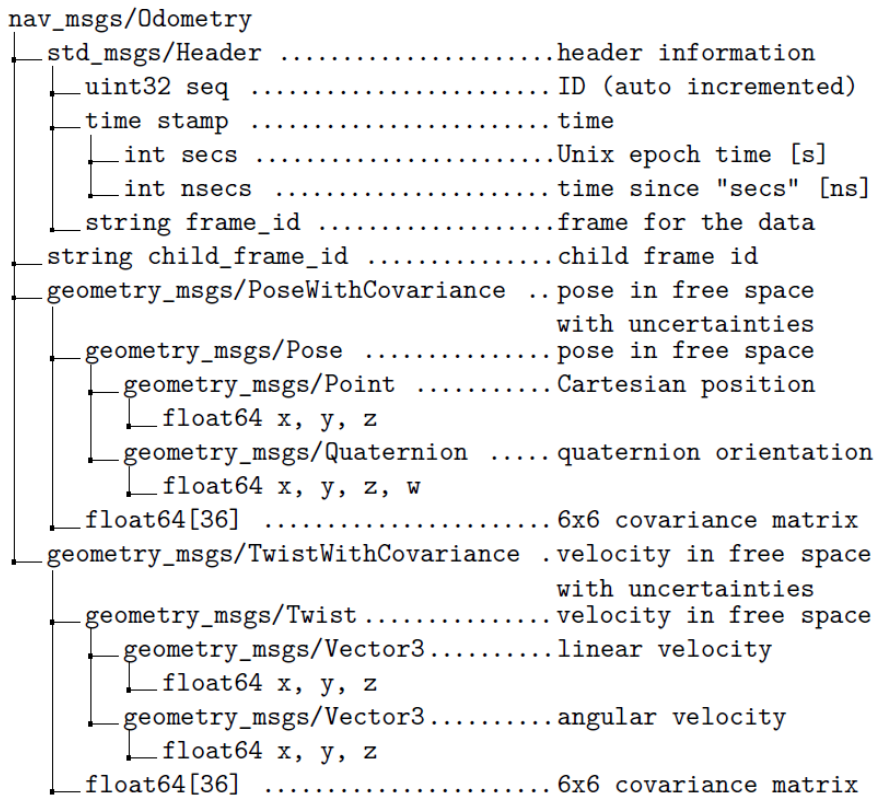 nav_msgs/Odometry
std_msgs/Header ......................header information
uint32 seq ........................ID (auto incremented)
time stamp ........................time
int secs ........................Unix epoch time [s]
int nsecs ......................time since "secs" [ns]
string frame_id ...................frame for the data
string child_frame_id ...............child frame id
geometry_msgs/PoseWithCovariance ..pose in free space
with uncertainties
geometry_msgs/Pose ...............pose in free space
geometry_msgs/Point ...........Cartesian position
float64 x, y, z
geometry_msgs/Quaternion .....quaternion orientation
float64 x, y, z, w
float64[36] .......................6x6 covariance matrix
geometry_msgs/TwistWithCovariance .velocity in free space
with uncertainties
geometry_msgs/Twist...............velocity in free space
geometry_msgs/Vector3..........linear velocity
float64 x, y, z
geometry_msgs/Vector3..........angular velocity
float64 x, y, z
float64[36] .......................6x6 covariance matrix